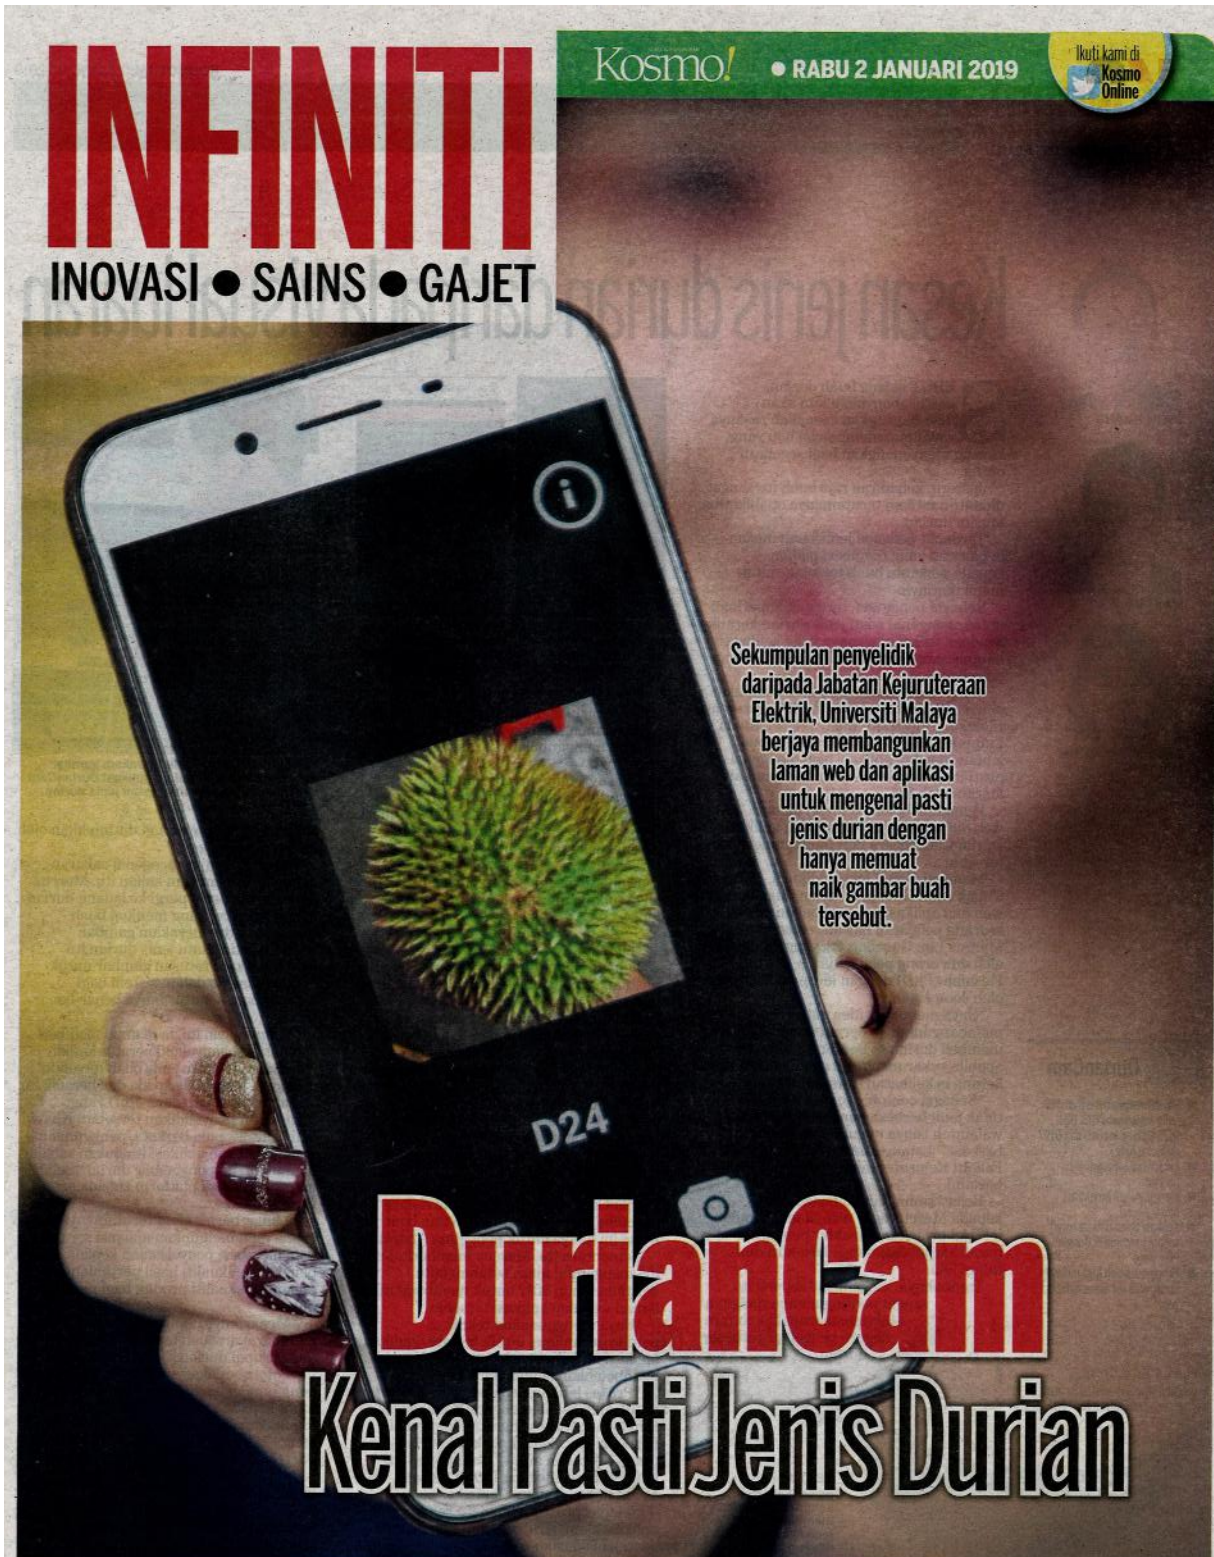 INFINITI
INOVASI ● SAINS ● GAJET
Kosmo!
● RABU 2 JANUARI 2019
Ikuti kami di
Kosmo
Online
Sekumpulan penyelidik
daripada Jabatan Kejuruteraan
Elektrik, Universiti Malaya
berjaya membangunkan
laman web dan aplikasi
untuk mengenal pasti
jenis durian dengan
hanya memuat
naik gambar buah
tersebut.
i
D24
DurianCam
Kenal Pasti Jenis Durian